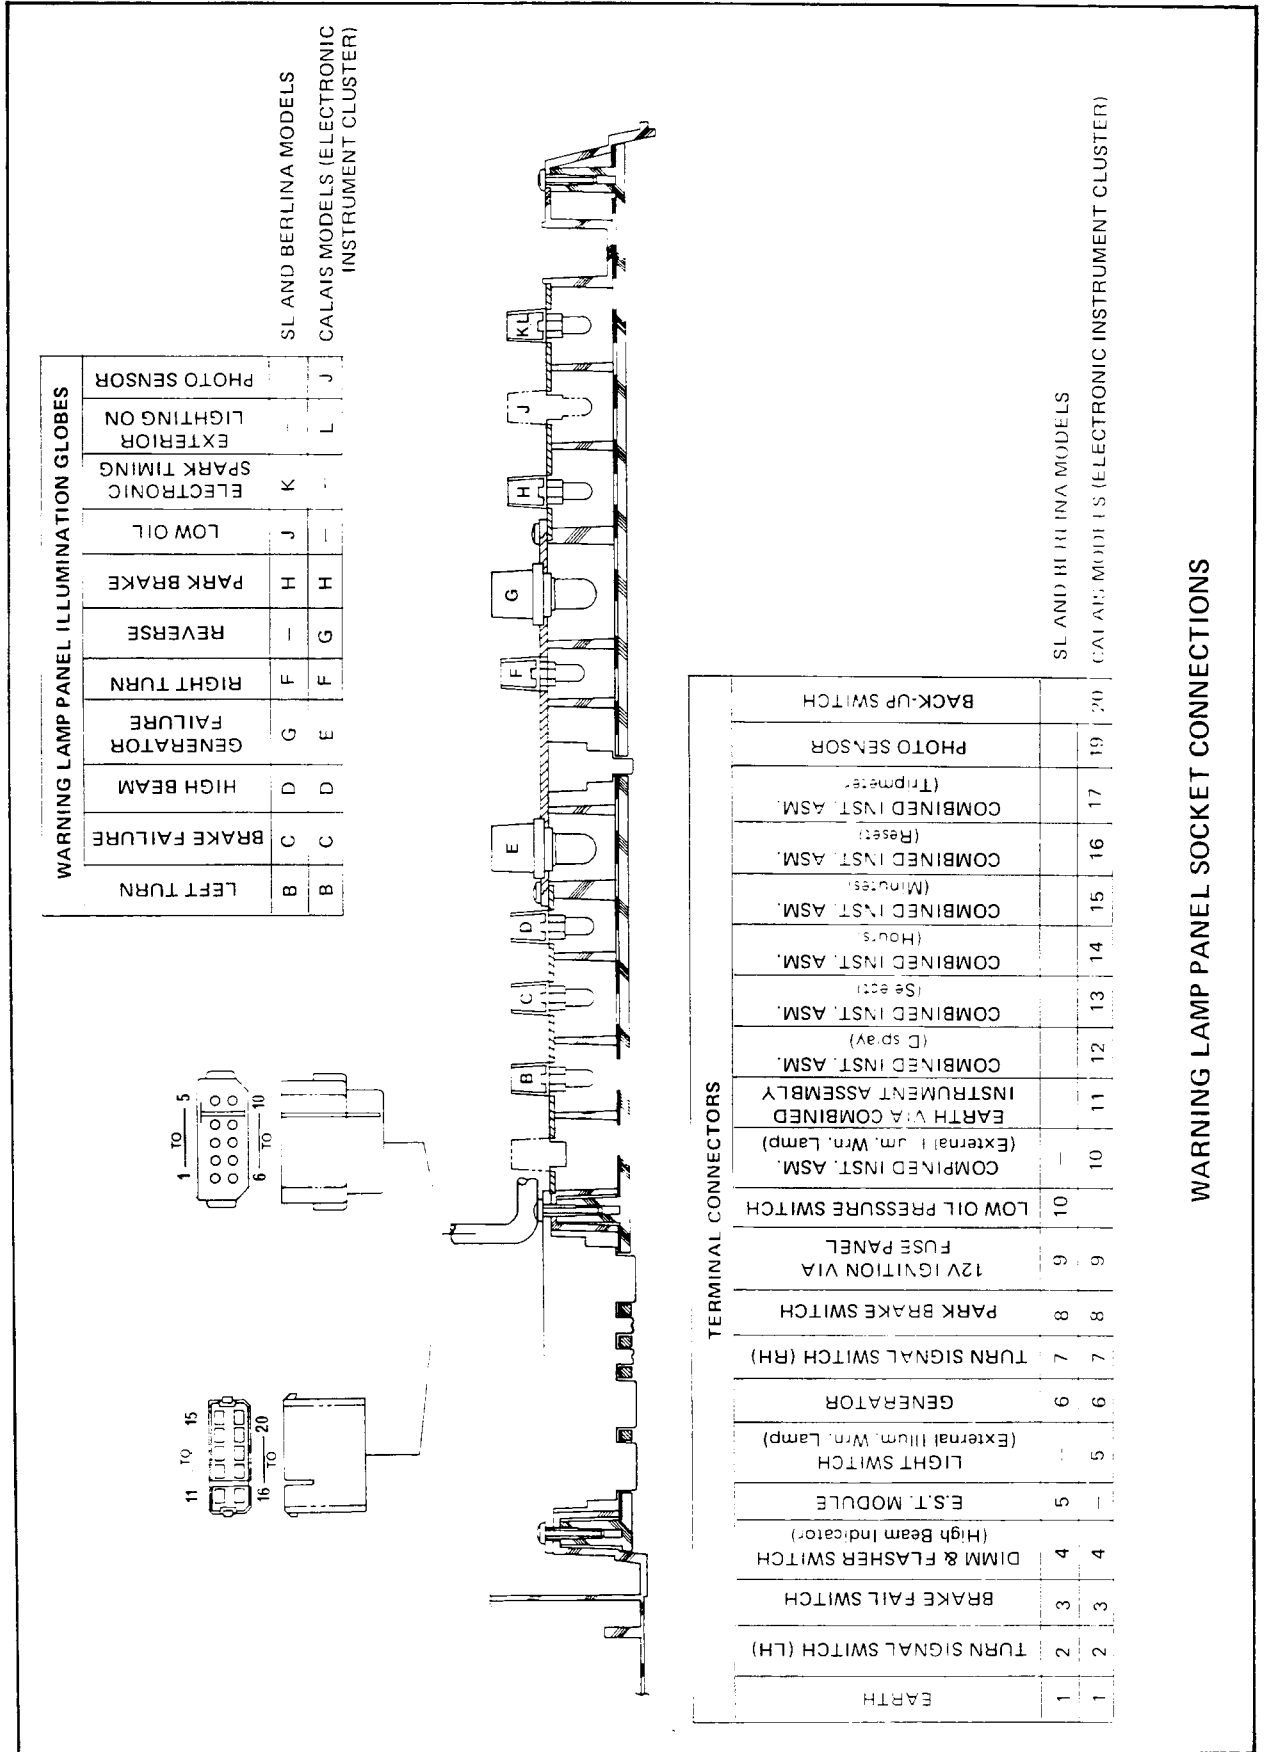 WARNING LAMP PANEL ILLUMINATION GLOBES
LEFT TURN
BRAKE FAILURE
HIGH BEAM
GENERATOR
FAILURE
RIGHT TURN
REVERSE
PARK BRAKE
LOW OIL
ELECTRONIC
SPARK TIMING
EXTERIOR
LIGHTING ON
PHOTO SENSOR
B C D G F – H J K – SL AND BERLINA MODELS
B C D E F G H – - L J CALAIS MODELS (ELECTRONIC
INSTRUMENT CLUSTER)
11 TO 15
16 TO 20
1 TO 5
6 TO 10
B C D E F G H J KL
TERMINAL CONNECTORS
EARTH
TURN SIGNAL SWITCH (LH)
BRAKE FAIL SWITCH
DIMM & FLASHER SWITCH
(High Beam Indicator)
E.S.T. MODULE
LIGHT SWITCH
(External Illum. Wrn. Lamp)
GENERATOR
TURN SIGNAL SWITCH (RH)
PARK BRAKE SWITCH
12V IGNITION VIA
FUSE PANEL
LOW OIL PRESSURE SWITCH
COMBINED INST. ASM.
(External Wrn. Lamp)
EARTH VIA COMBINED
INSTRUMENT ASSEMBLY
COMBINED INST. ASM.
(Display)
COMBINED INST. ASM.
(Select)
COMBINED INST. ASM.
(Hours)
COMBINED INST. ASM.
(Minutes)
COMBINED INST. ASM.
(Reset)
COMBINED INST. ASM.
(Tripmeter
PHOTO SENSOR
BACK-UP SWITCH
1 2 3 4 5 - 6 7 8 9 10 – SL AND BERLINA MODELS
1 2 3 4 – 5 6 7 8 9 10 11 12 13 14 15 16 17 19 20 CALAIS MODELS (ELECTRONIC INSTRUMENT CLUSTER)
WARNING LAMP PANEL SOCKET CONNECTIONS